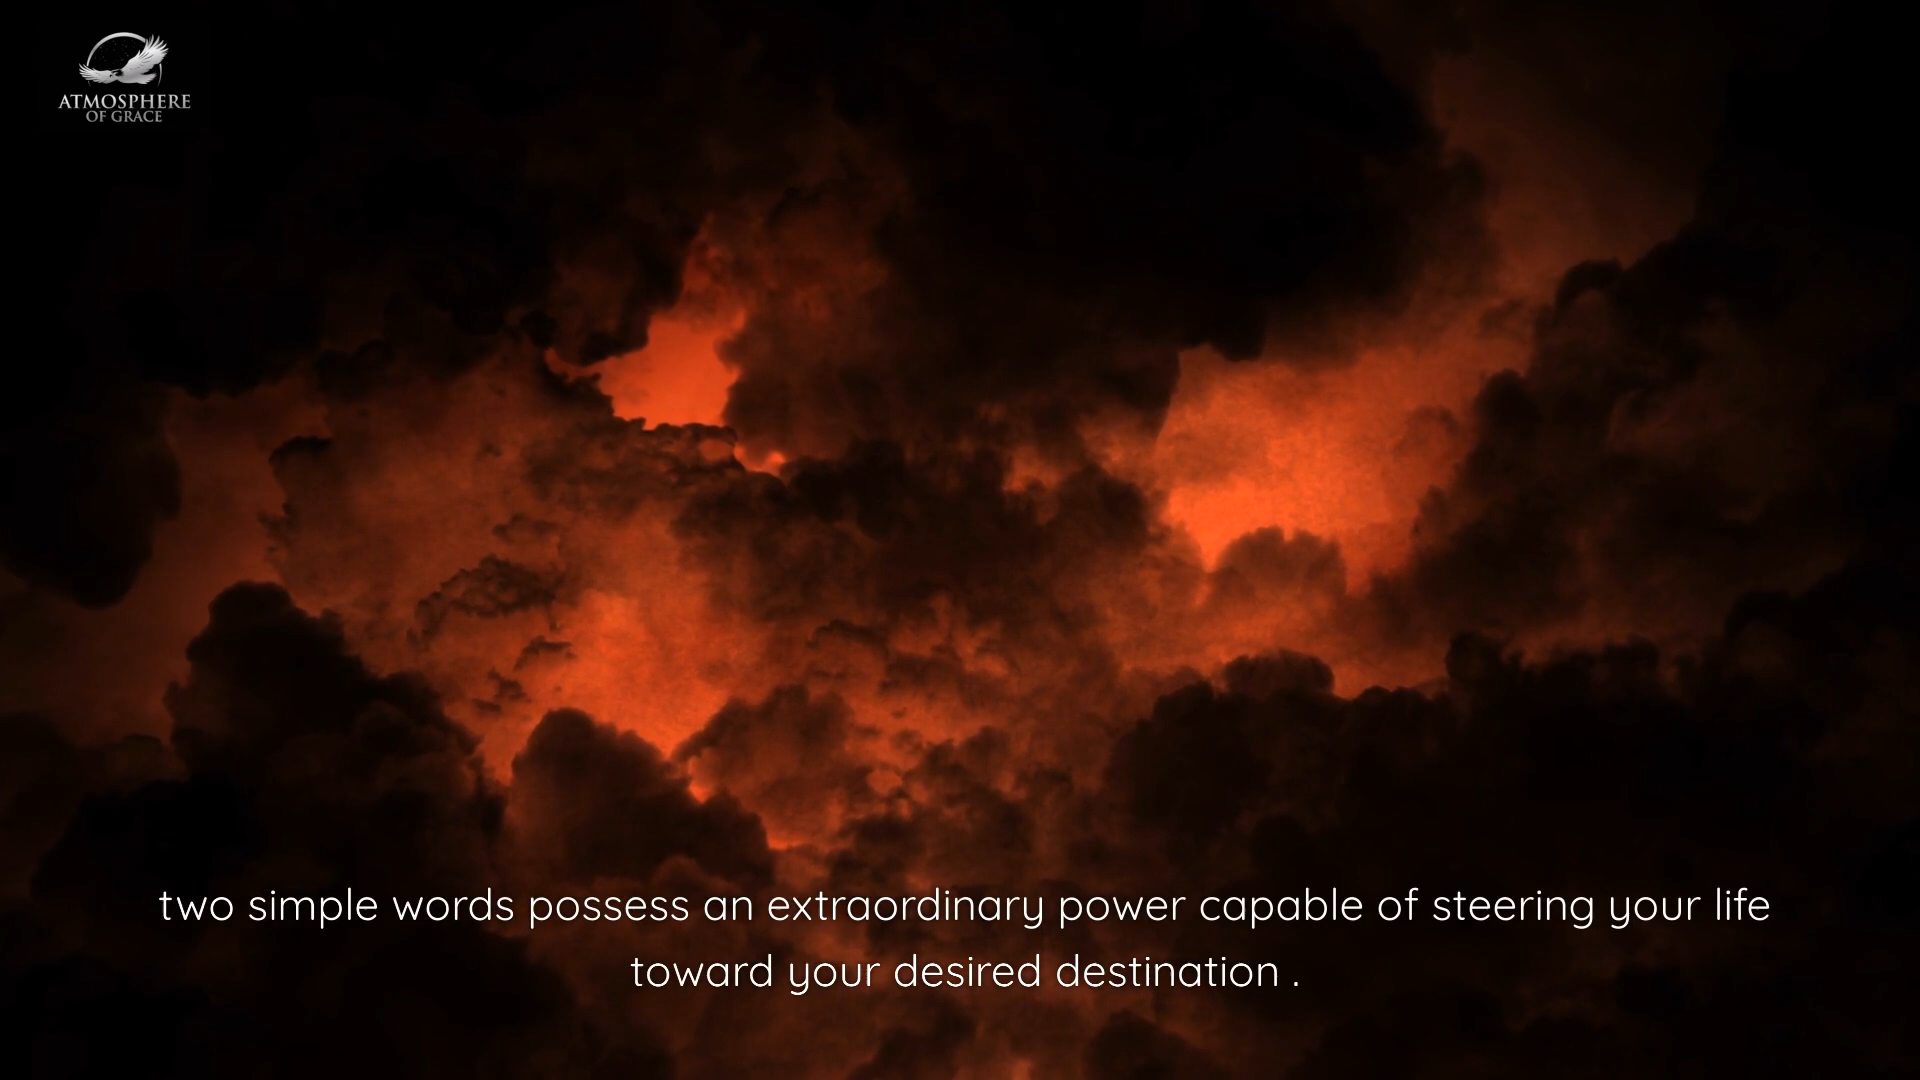 ATMOSPHERE
OF GRACE
two simple words possess an extraordinary power capable of steering your life
toward your desired destination .